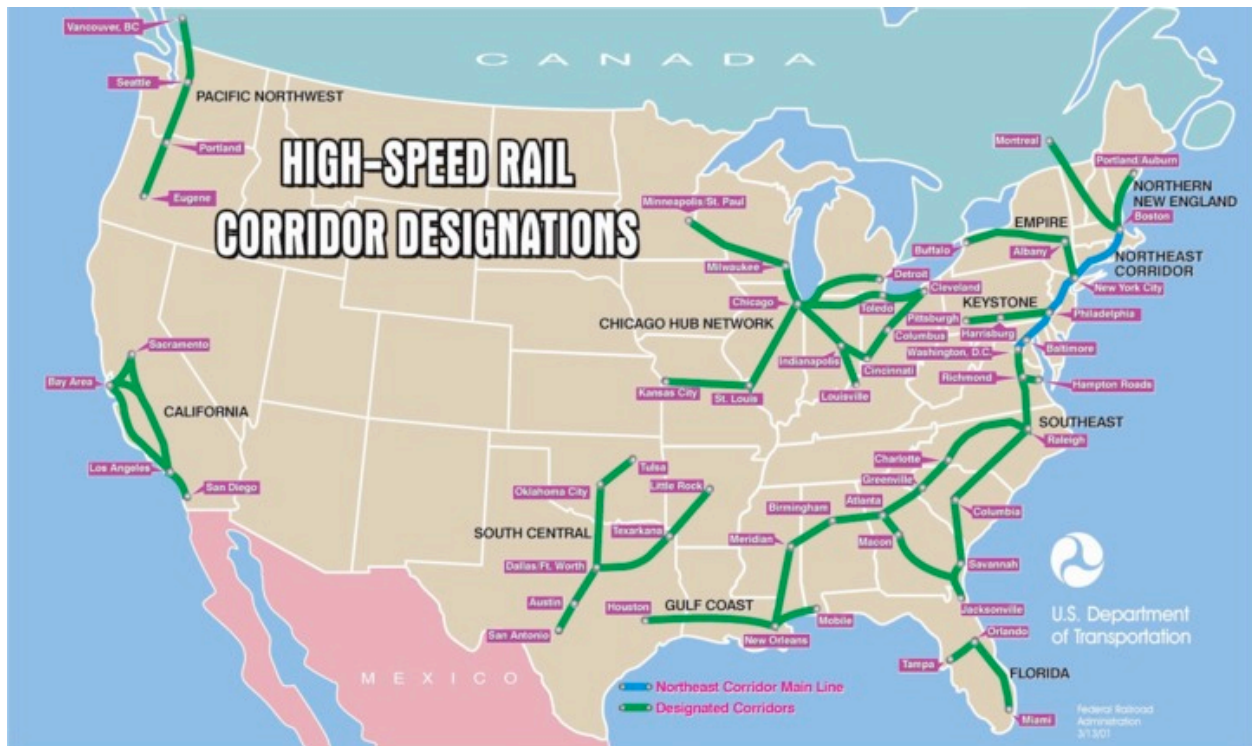 Vancouver, BC
CANADA
Seattle
PACIFIC NORTHWEST
Portland
Eugene
HIGH-SPEED RAIL
CORRIDOR DESIGNATIONS
Montreal
Portland/Auburn
NORTHERN
NEW ENGLAND
Boston
Minneapolis/St. Paul
EMPIRE
Buffalo
Albany
NORTHEAST
CORRIDOR
Milwaukee
Detroit
Cleveland
New York City
Chicago
Toledo
KEYSTONE
Philadelphia
CHICAGO HUB NETWORK
Pittsburgh
Harrisburg
Columbus
Baltimore
Washington, D.C.
Indianapolis
Cincinnati
Richmond
Hampton Roads
Kansas City
St. Louis
Louisville
Sacramento
Bay Area
CALIFORNIA
Los Angeles
San Diego
SOUTHEAST
Raleigh
Charlotte
Greenville
Tulsa
Oklahoma City
Little Rock
Atlanta
Birmingham
Columbia
SOUTH CENTRAL
Texarkana
Meridian
Macon
Dallas/Ft. Worth
Savannah
Austin
Houston
GULF COAST
Jacksonville
San Antonio
New Orleans
Mobile
Orlando
Tampa
FLORIDA
Miami
MEXICO
U.S. Department
of Transportation
Northeast Corridor Main Line
Designated Corridors
Federal Railroad
Administration
3/13/01